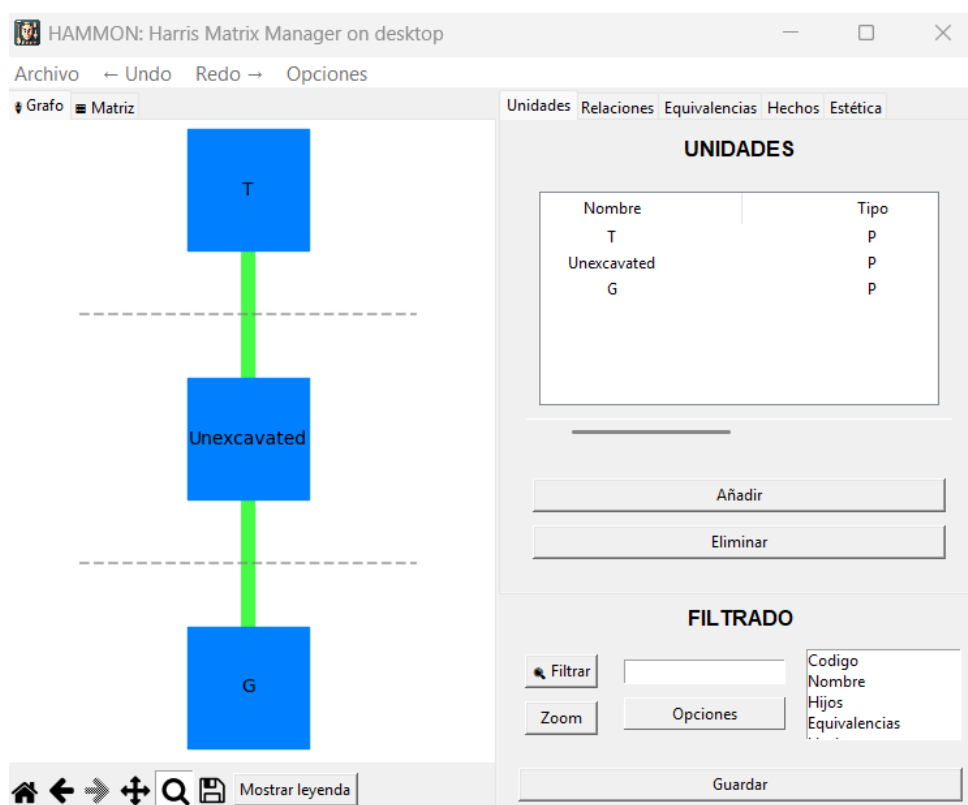 HAMMON: Harris Matrix Manager on desktop
Archivo ← Undo Redo → Opciones
Grafo Matriz
T
Unexcavated
G
Mostrar leyenda
Unidades Relaciones Equivalencias Hechos Estética
UNIDADES
Nombre Tipo
T P
Unexcavated P
G P
Añadir
Eliminar
FILTRADO
Filtrar
Zoom
Opciones
Codigo
Nombre
Hijos
Equivalencias
Guardar